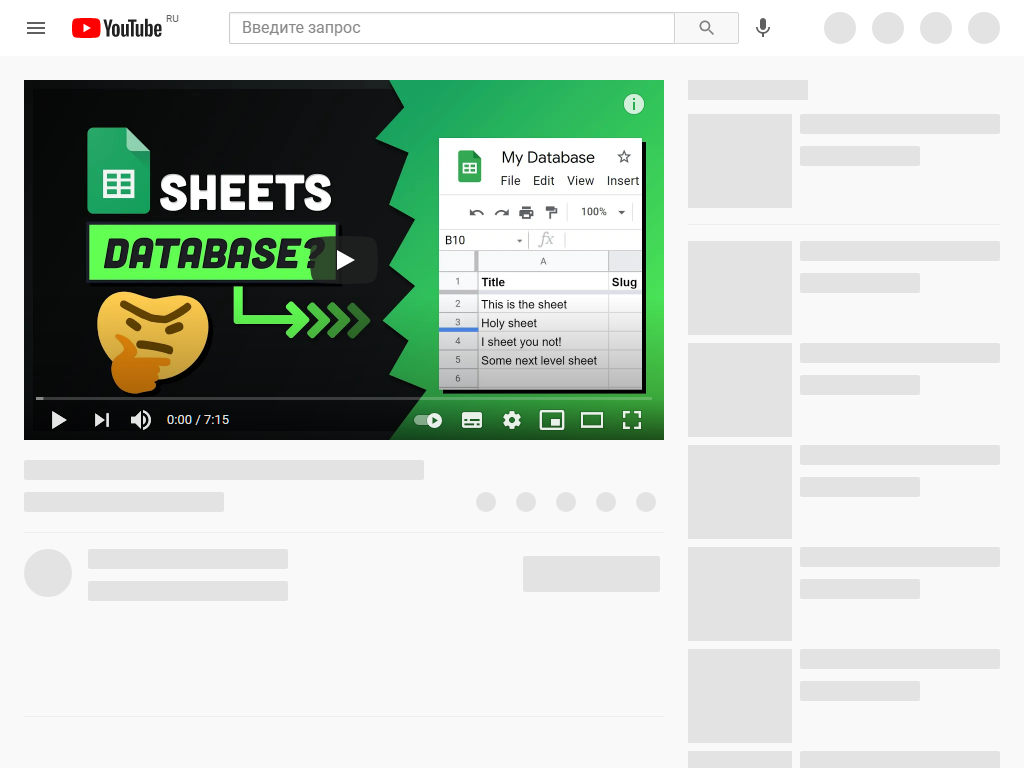 YouTube RU
Введите запрос
SHEETS
DATABASE?
My Database
File Edit View Insert
100%
B10 fx
A
1 Title Slug
2 This is the sheet
3 Holy sheet
4 I sheet you not!
5 Some next level sheet
6
0:00 / 7:15